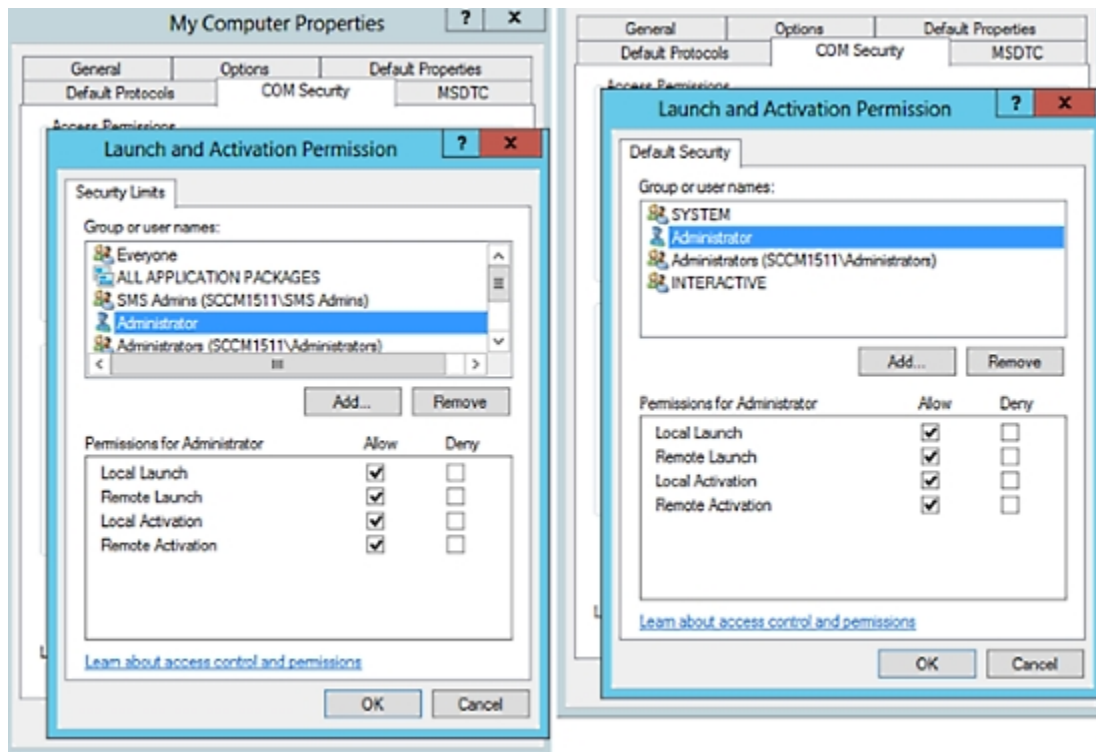 My Computer Properties
? x
General Options Default Properties
Default Protocols COM Security MSDTC
Access Permissions
Launch and Activation Permission
? x
Security Limits
Group or user names:
Everyone
ALL APPLICATION PACKAGES
SMS Admins (SCCM1511\SMS Admins)
Administrator
Administrators (SCCM1511\Administrators)
Add... Remove
Permissions for Administrator Allow Deny
Local Launch
Remote Launch
Local Activation
Remote Activation
Learn about access control and permissions
OK Cancel
General Options Default Properties
Default Protocols COM Security MSDTC
Access Permissions
Launch and Activation Permission
? x
Default Security
Group or user names:
SYSTEM
Administrator
Administrators (SCCM1511\Administrators)
INTERACTIVE
Add... Remove
Permissions for Administrator Allow Deny
Local Launch
Remote Launch
Local Activation
Remote Activation
Learn about access control and permissions
OK Cancel